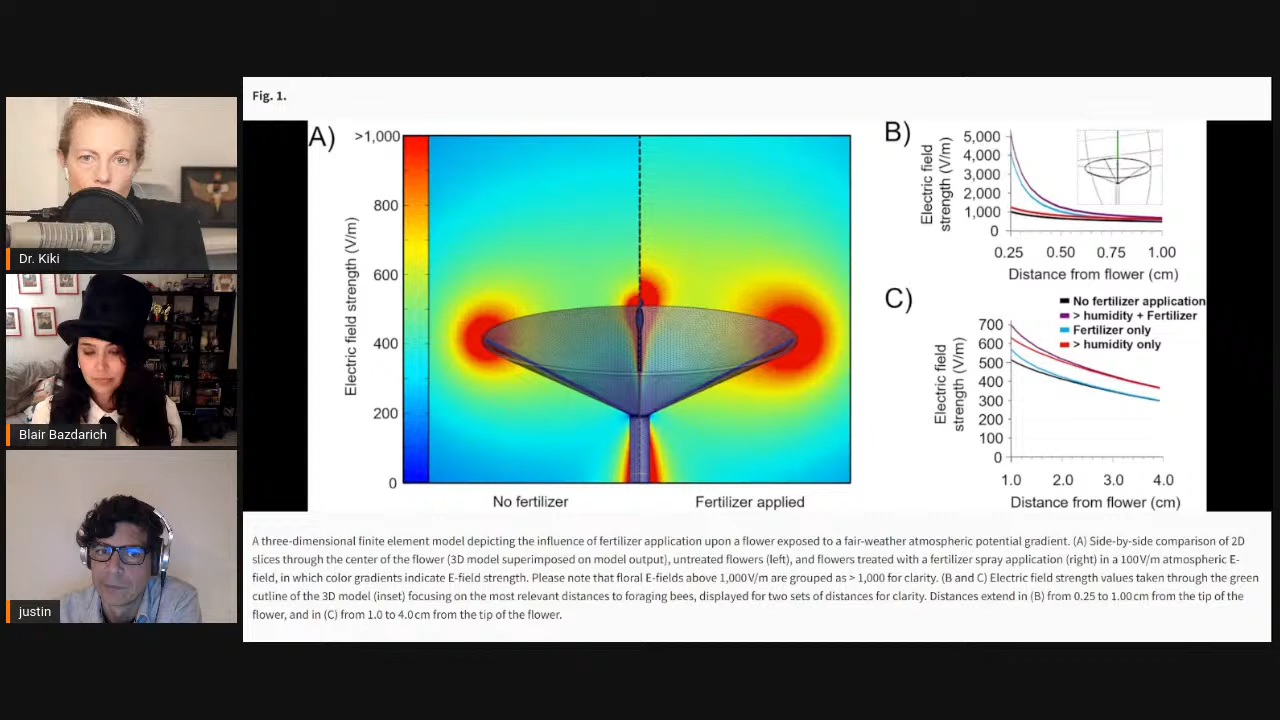 Dr. Kiki
Blair Bazdarich
justin
Fig. 1.
A)
>1,000
800
600
400
200
0
Electric field strength (V/m)
No fertilizer
Fertilizer applied
B)
Electric field
strength (V/m)
5,000
4,000
3,000
2,000
1,000
0
0.25 0.50 0.75 1.00
Distance from flower (cm)
C)
No fertilizer application
> humidity + Fertilizer
Fertilizer only
> humidity only
Electric field
strength (V/m)
700
600
500
400
300
200
100
0
1.0 2.0 3.0 4.0
Distance from flower (cm)
A three-dimensional finite element model depicting the influence of fertilizer application upon a flower exposed to a fair-weather atmospheric potential gradient. (A) Side-by-side comparison of 2D
slices through the center of the flower (3D model superimposed on model output), untreated flowers (left), and flowers treated with a fertilizer spray application (right) in a 100 V/m atmospheric E-
field, in which color gradients indicate E-field strength. Please note that floral E-fields above 1,000 V/m are grouped as > 1,000 for clarity. (B and C) Electric field strength values taken through the green
cutline of the 3D model (inset) focusing on the most relevant distances to foraging bees, displayed for two sets of distances for clarity. Distances extend in (B) from 0.25 to 1.00 cm from the tip of the
flower, and in (C) from 1.0 to 4.0 cm from the tip of the flower.